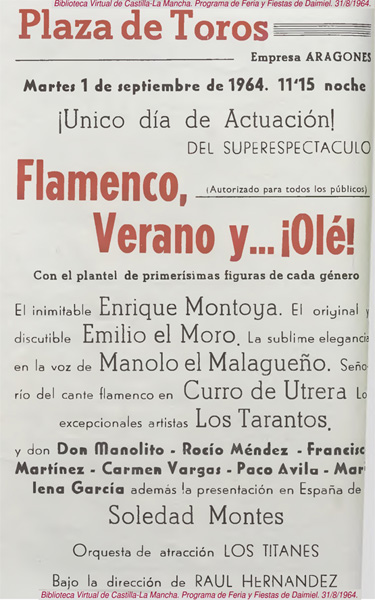 Biblioteca Virtual de Castilla-La Mancha. Programa de Feria y Fiestas de Daimiel. 31/8/1964.
Plaza de Toros
Empresa ARAGONES
Martes 1 de septiembre de 1964. 11'15 noche
¡Unico día de Actuación!
DEL SUPERESPECTACULO
Flamenco,
(Autorizado para todos los públicos)
Verano y... ¡Olé!
Con el plantel de primerísimas figuras de cada género
El inimitable Enrique Montoya. El original y
discutible Emilio el Moro. La sublime elegancia
en la voz de Manolo el Malagueño. Seño-
río del cante flamenco en Curro de Utrera Lo
excepcionales artistas Los Tarantos.
y don Don Manolito - Rocío Méndez - Francisc
Martínez - Carmen Vargas - Paco Avila - Mar
lena García además la presentación en España de
Soledad Montes
Orquesta de atracción LOS TITANES
Bajo la dirección de RAUL HERNANDEZ
Biblioteca Virtual de Castilla-La Mancha. Programa de Feria y Fiestas de Daimiel. 31/8/1964.